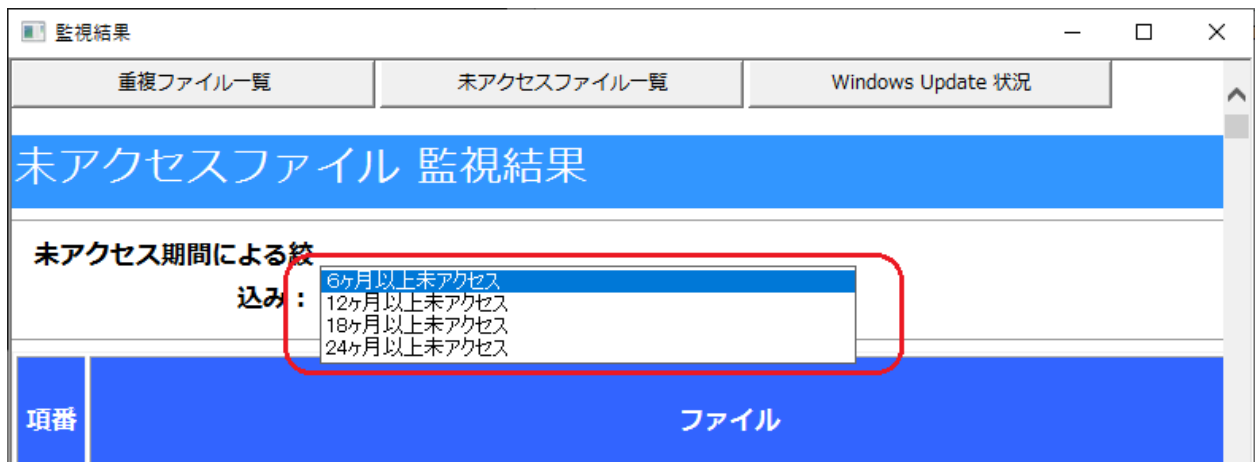 監視結果
重複ファイル一覧
未アクセスファイル一覧
Windows Update 状況
未アクセスファイル 監視結果
未アクセス期間による絞
込み：
6ヶ月以上未アクセス
12ヶ月以上未アクセス
18ヶ月以上未アクセス
24ヶ月以上未アクセス
項番
ファイル